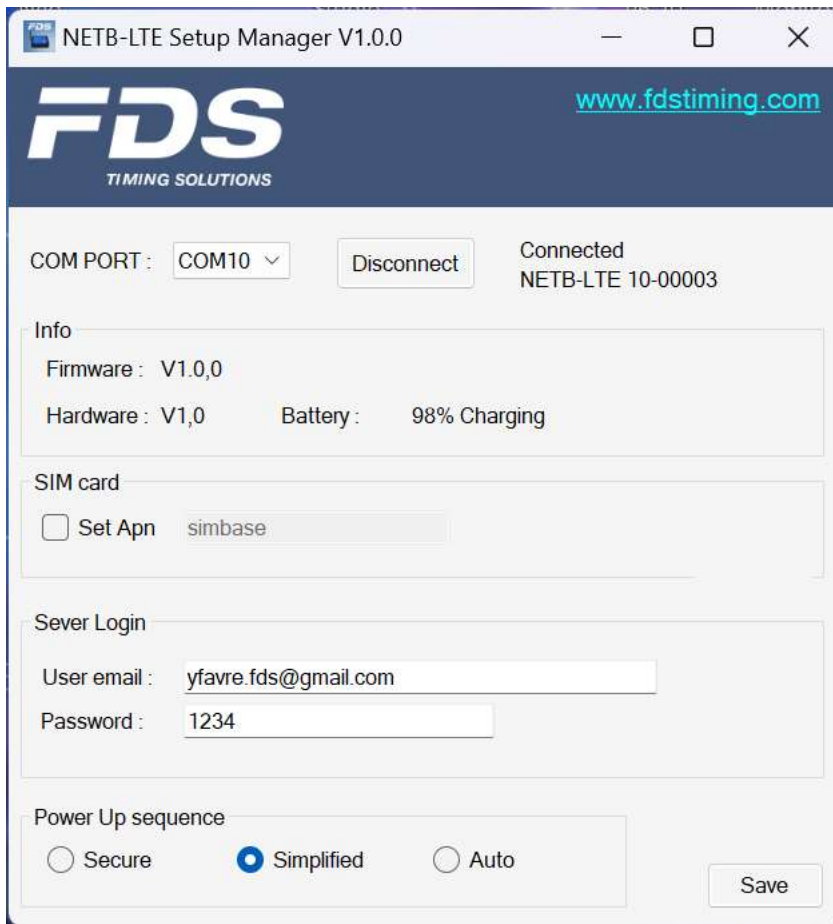 NETB-LTE Setup Manager V1.0.0
FDS
TIMING SOLUTIONS
www.fdstiming.com
COM PORT : COM10 Disconnect Connected
NETB-LTE 10-00003
Info
Firmware : V1.0,0
Hardware : V1,0 Battery : 98% Charging
SIM card
Set Apn simbase
Sever Login
User email : yfavre.fds@gmail.com
Password : 1234
Power Up sequence
Secure Simplified Auto
Save